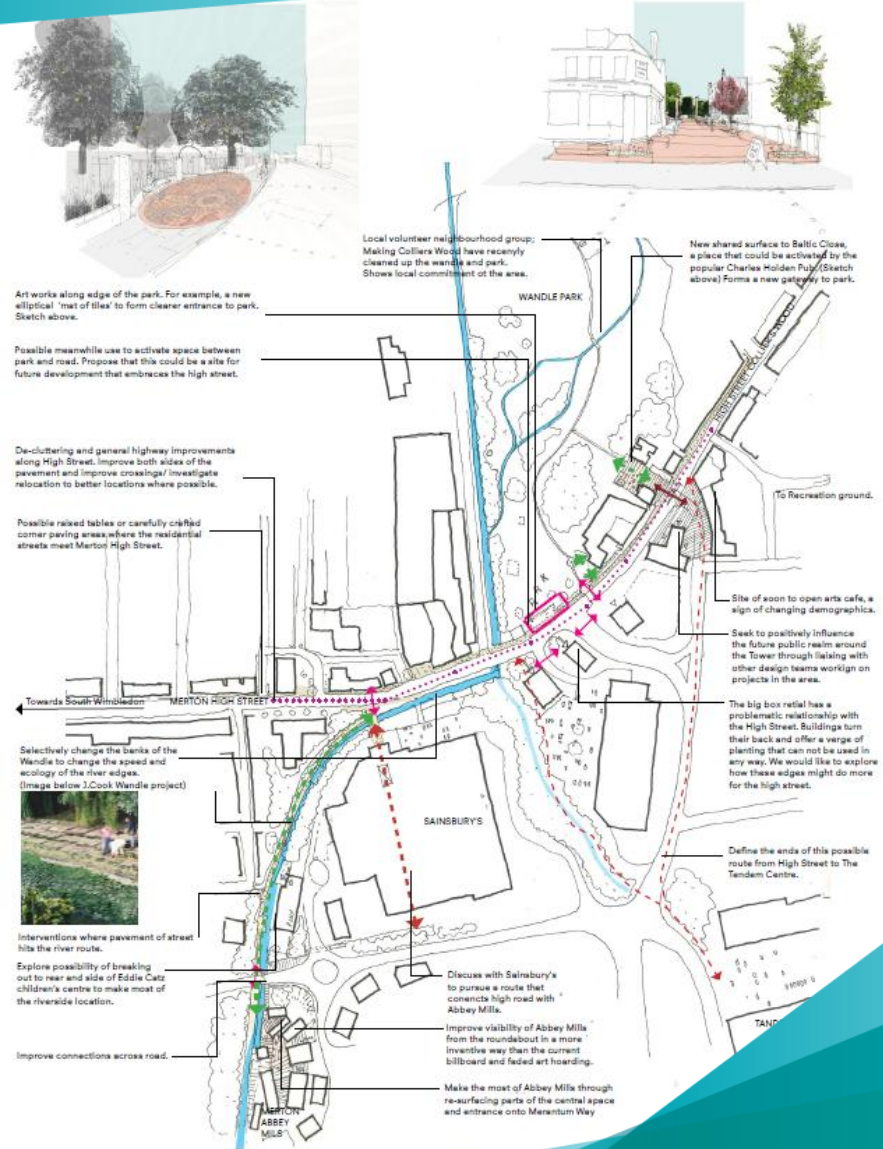 Local volunteer neighbourhood group;
Making Colliers Wood have recenyly
cleaned up the wandle and park.
Shows local commitment ot the area.
New shared surface to Baltic Close,
a place that could be activated by the
popular Charles Holden Pub. (Sketch
above) Forms a new gateway to park.
WANDLE PARK
Art works along edge of the park. For example, a new
elliptical 'mat of tiles' to form clearer entrance to park.
Sketch above.
HIGH STREET COLLIERS WOOD
Possible meanwhile use to activate space between
park and road. Propose that this could be a site for
future development that embraces the high street.
De-cluttering and general highway improvements
along High Street. Improve both sides of the
pavement and improve crossings/ investigate
relocation to better locations where possible.
To Recreation ground.
Possible raised tables or carefully crafted
corner paving areas where the residential
streets meet Merton High Street.
PARK
Site of soon to open arts cafe, a
sign of changing demographics.
Seek to positively influence
the future public realm around
the Tower through liaising with
other design teams workign on
projects in the area.
Towards South Wimbledon
MERTON HIGH STREET
The big box retial has a
problematic relationship with
the High Street. Buildings turn
their back and offer a verge of
planting that can not be used in
any way. We would like to explore
how these edges might do more
for the high street.
Selectively change the banks of the
Wandle to change the speed and
ecology of the river edges.
(Image below J.Cook Wandle project)
SAINSBURY'S
Define the ends of this possible
route from High Street to The
Tandem Centre.
Interventions where pavement of street
hits the river route.
Explore possibility of breaking
out to rear and side of Eddie Catz
children's centre to make most of
the riverside location.
Discuss with Sainsbury's
to pursue a route that
conencts high road with
Abbey Mills.
TAND
Improve visibility of Abbey Mills
from the roundabout in a more
inventive way than the current
billboard and faded art hoarding.
Improve connections across road.
Make the most of Abbey Mills through
re-surfacing parts of the central space
and entrance onto Merantum Way
MERTON
ABBEY
MILS